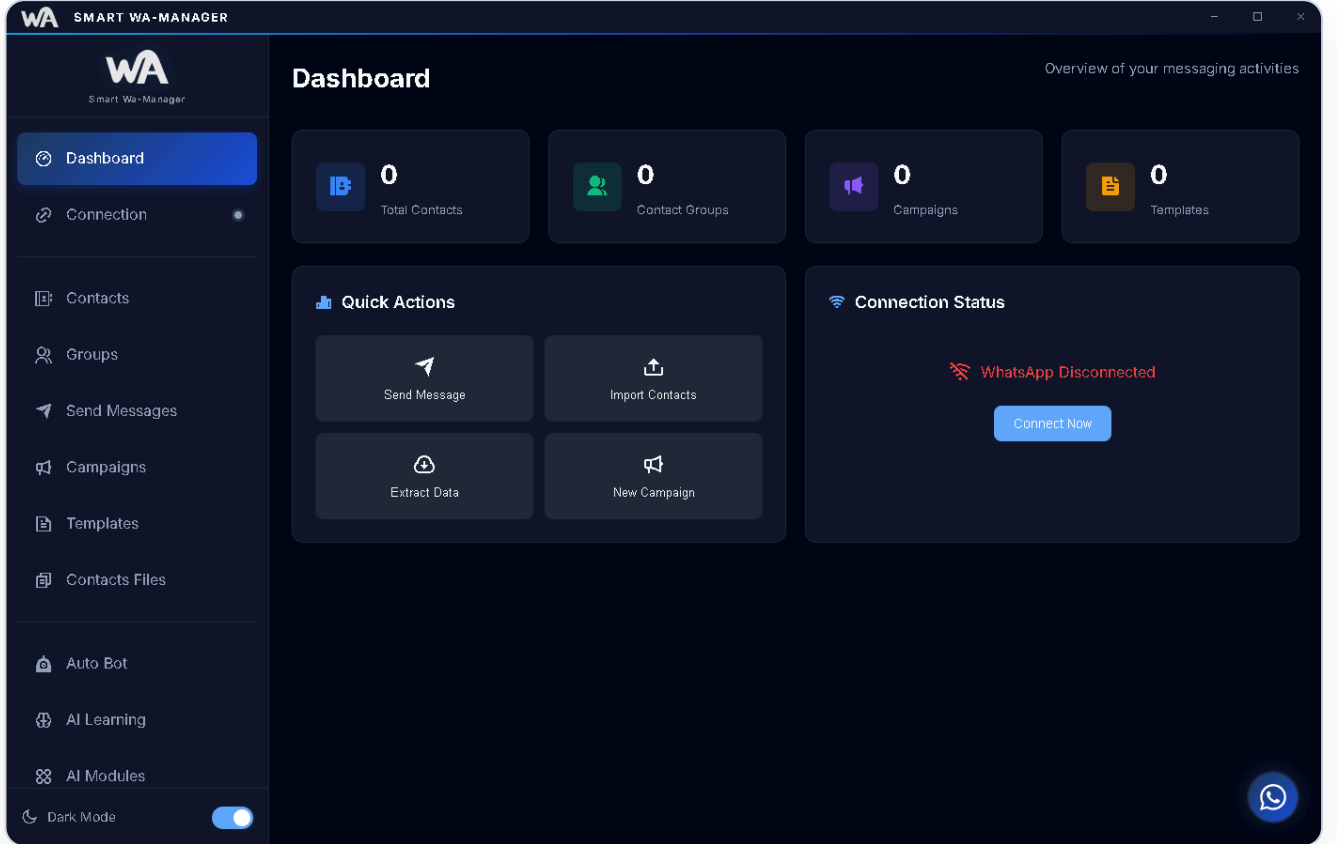 WA SMART WA-MANAGER
WA
Smart Wa-Manager
Dashboard
Connection
Contacts
Groups
Send Messages
Campaigns
Templates
Contacts Files
Auto Bot
AI Learning
AI Modules
Dark Mode
Dashboard
Overview of your messaging activities
0
Total Contacts
0
Contact Groups
0
Campaigns
0
Templates
Quick Actions
Send Message
Import Contacts
Extract Data
New Campaign
Connection Status
WhatsApp Disconnected
Connect Now